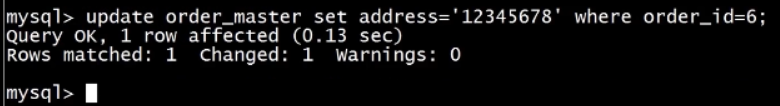 mysql> update order_master set address='12345678' where order_id=6;
Query OK, 1 row affected (0.13 sec)
Rows matched: 1  Changed: 1  Warnings: 0
mysql>